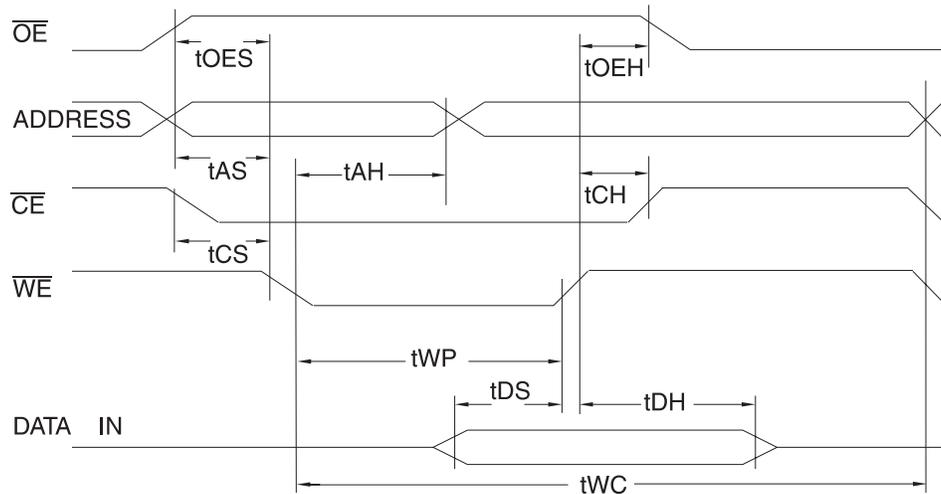 OE
tOES
tOEH
ADDRESS
tAS
tAH
tCH
CE
tCS
WE
tWP
tDS
tDH
DATA IN
tWC